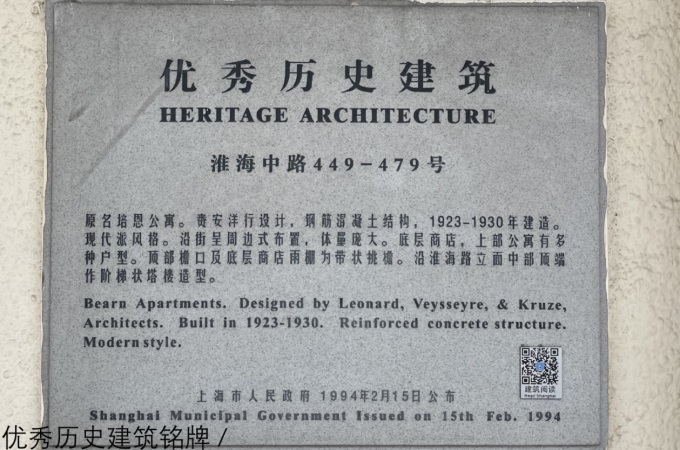 优秀历史建筑
HERITAGE ARCHITECTURE
淮海中路449－479号
原名培恩公寓。赉安洋行设计，钢筋混凝土结构，1923-1930年建造。
现代派风格。沿街呈周边式布置，体量庞大。底层商店，上部公寓有多
种户型。顶部檐口及底层商店雨棚为带状挑檐。沿淮海路立面中部顶端
作阶梯状塔楼造型。
Bearn Apartments. Designed by Leonard, Veysseyre, & Kruze,
Architects. Built in 1923-1930. Reinforced concrete structure.
Modern style.
建筑阅读
上海市人民政府 1994年2月15日公布
Shanghai Municipal Government Issued on 15th Feb. 1994
优秀历史建筑铭牌 /